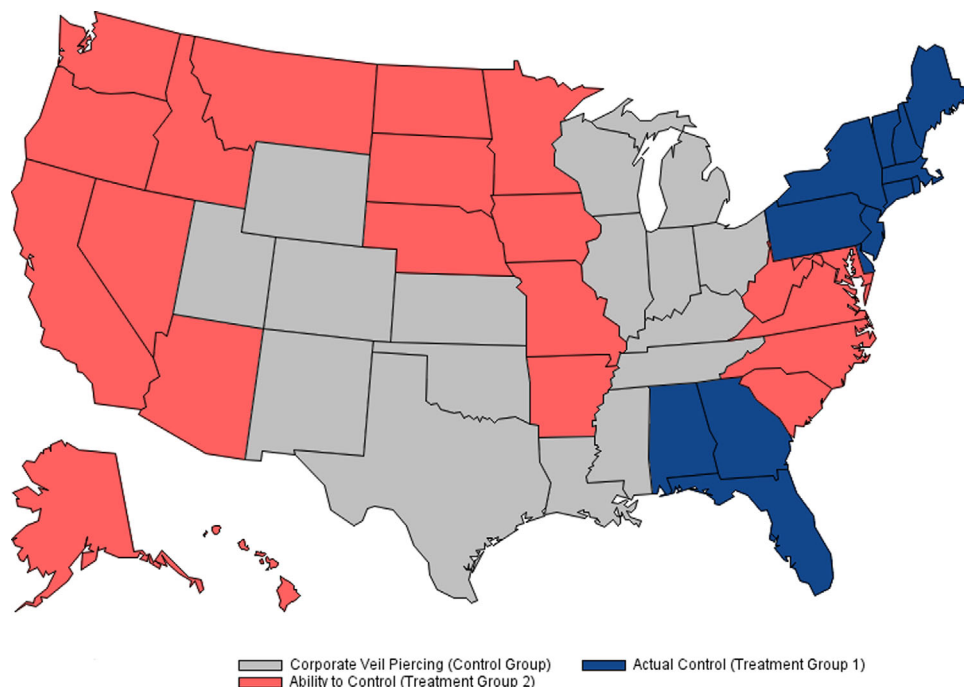 Corporate Veil Piercing (Control Group) Actual Control (Treatment Group 1)
Ability to Control (Treatment Group 2)